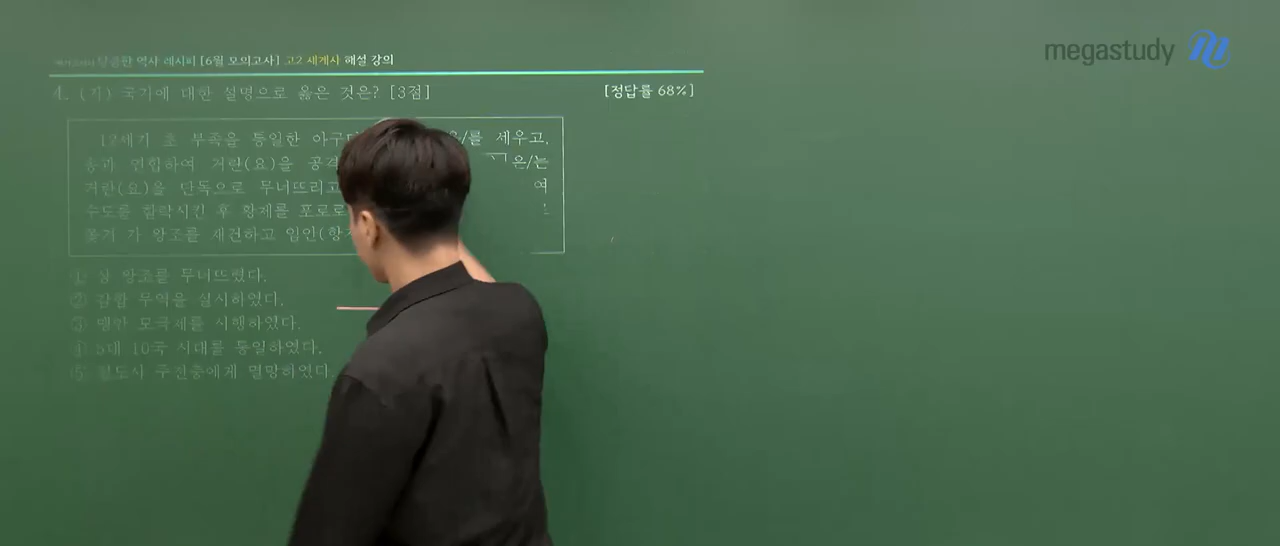 megastudy
역사 레시피 [6월 모의고사] 고2 세계사 해설 강의
4. (가) 국가에 대한 설명으로 옳은 것은? [3점] [정답률 68%]
12세기 초 부족을 통일한 을/를 세우고,
송과 연합하여 거란(요)을 은/는
거란(요)을 단독으로 무너뜨리고 여
수도를 함락시킨 후 황제를 포로로
쫓겨 가 왕조를 재건하고 임안(항
① 상 왕조를 무너뜨렸다.
② 감합 무역을 실시하였다.
③ 맹안 모극제를 시행하였다.
④ 5대 10국 시대를 통일하였다.
⑤ 절도사 주전충에게 멸망하였다.